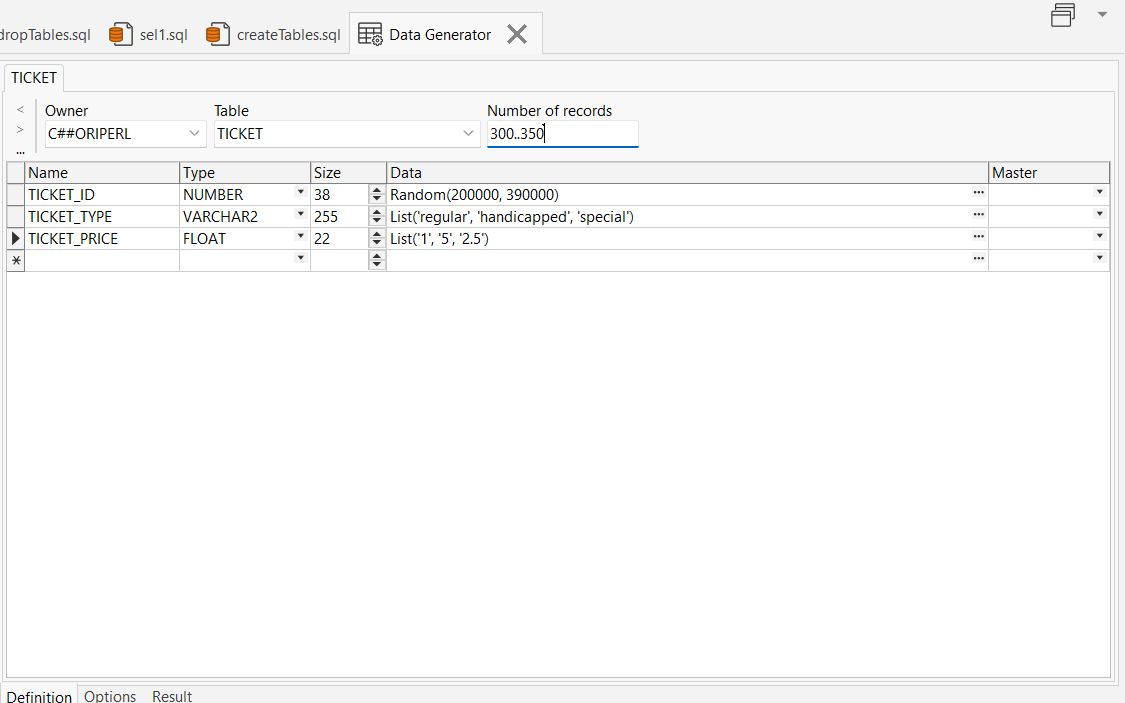 dropTables.sql sel1.sql createTables.sql Data Generator
TICKET
Owner Table Number of records
C##ORIPERL TICKET 300..350
Name Type Size Data Master
TICKET_ID NUMBER 38 Random(200000, 390000) ...
TICKET_TYPE VARCHAR2 255 List('regular', 'handicapped', 'special') ...
TICKET_PRICE FLOAT 22 List('1', '5', '2.5') ...
Definition Options Result